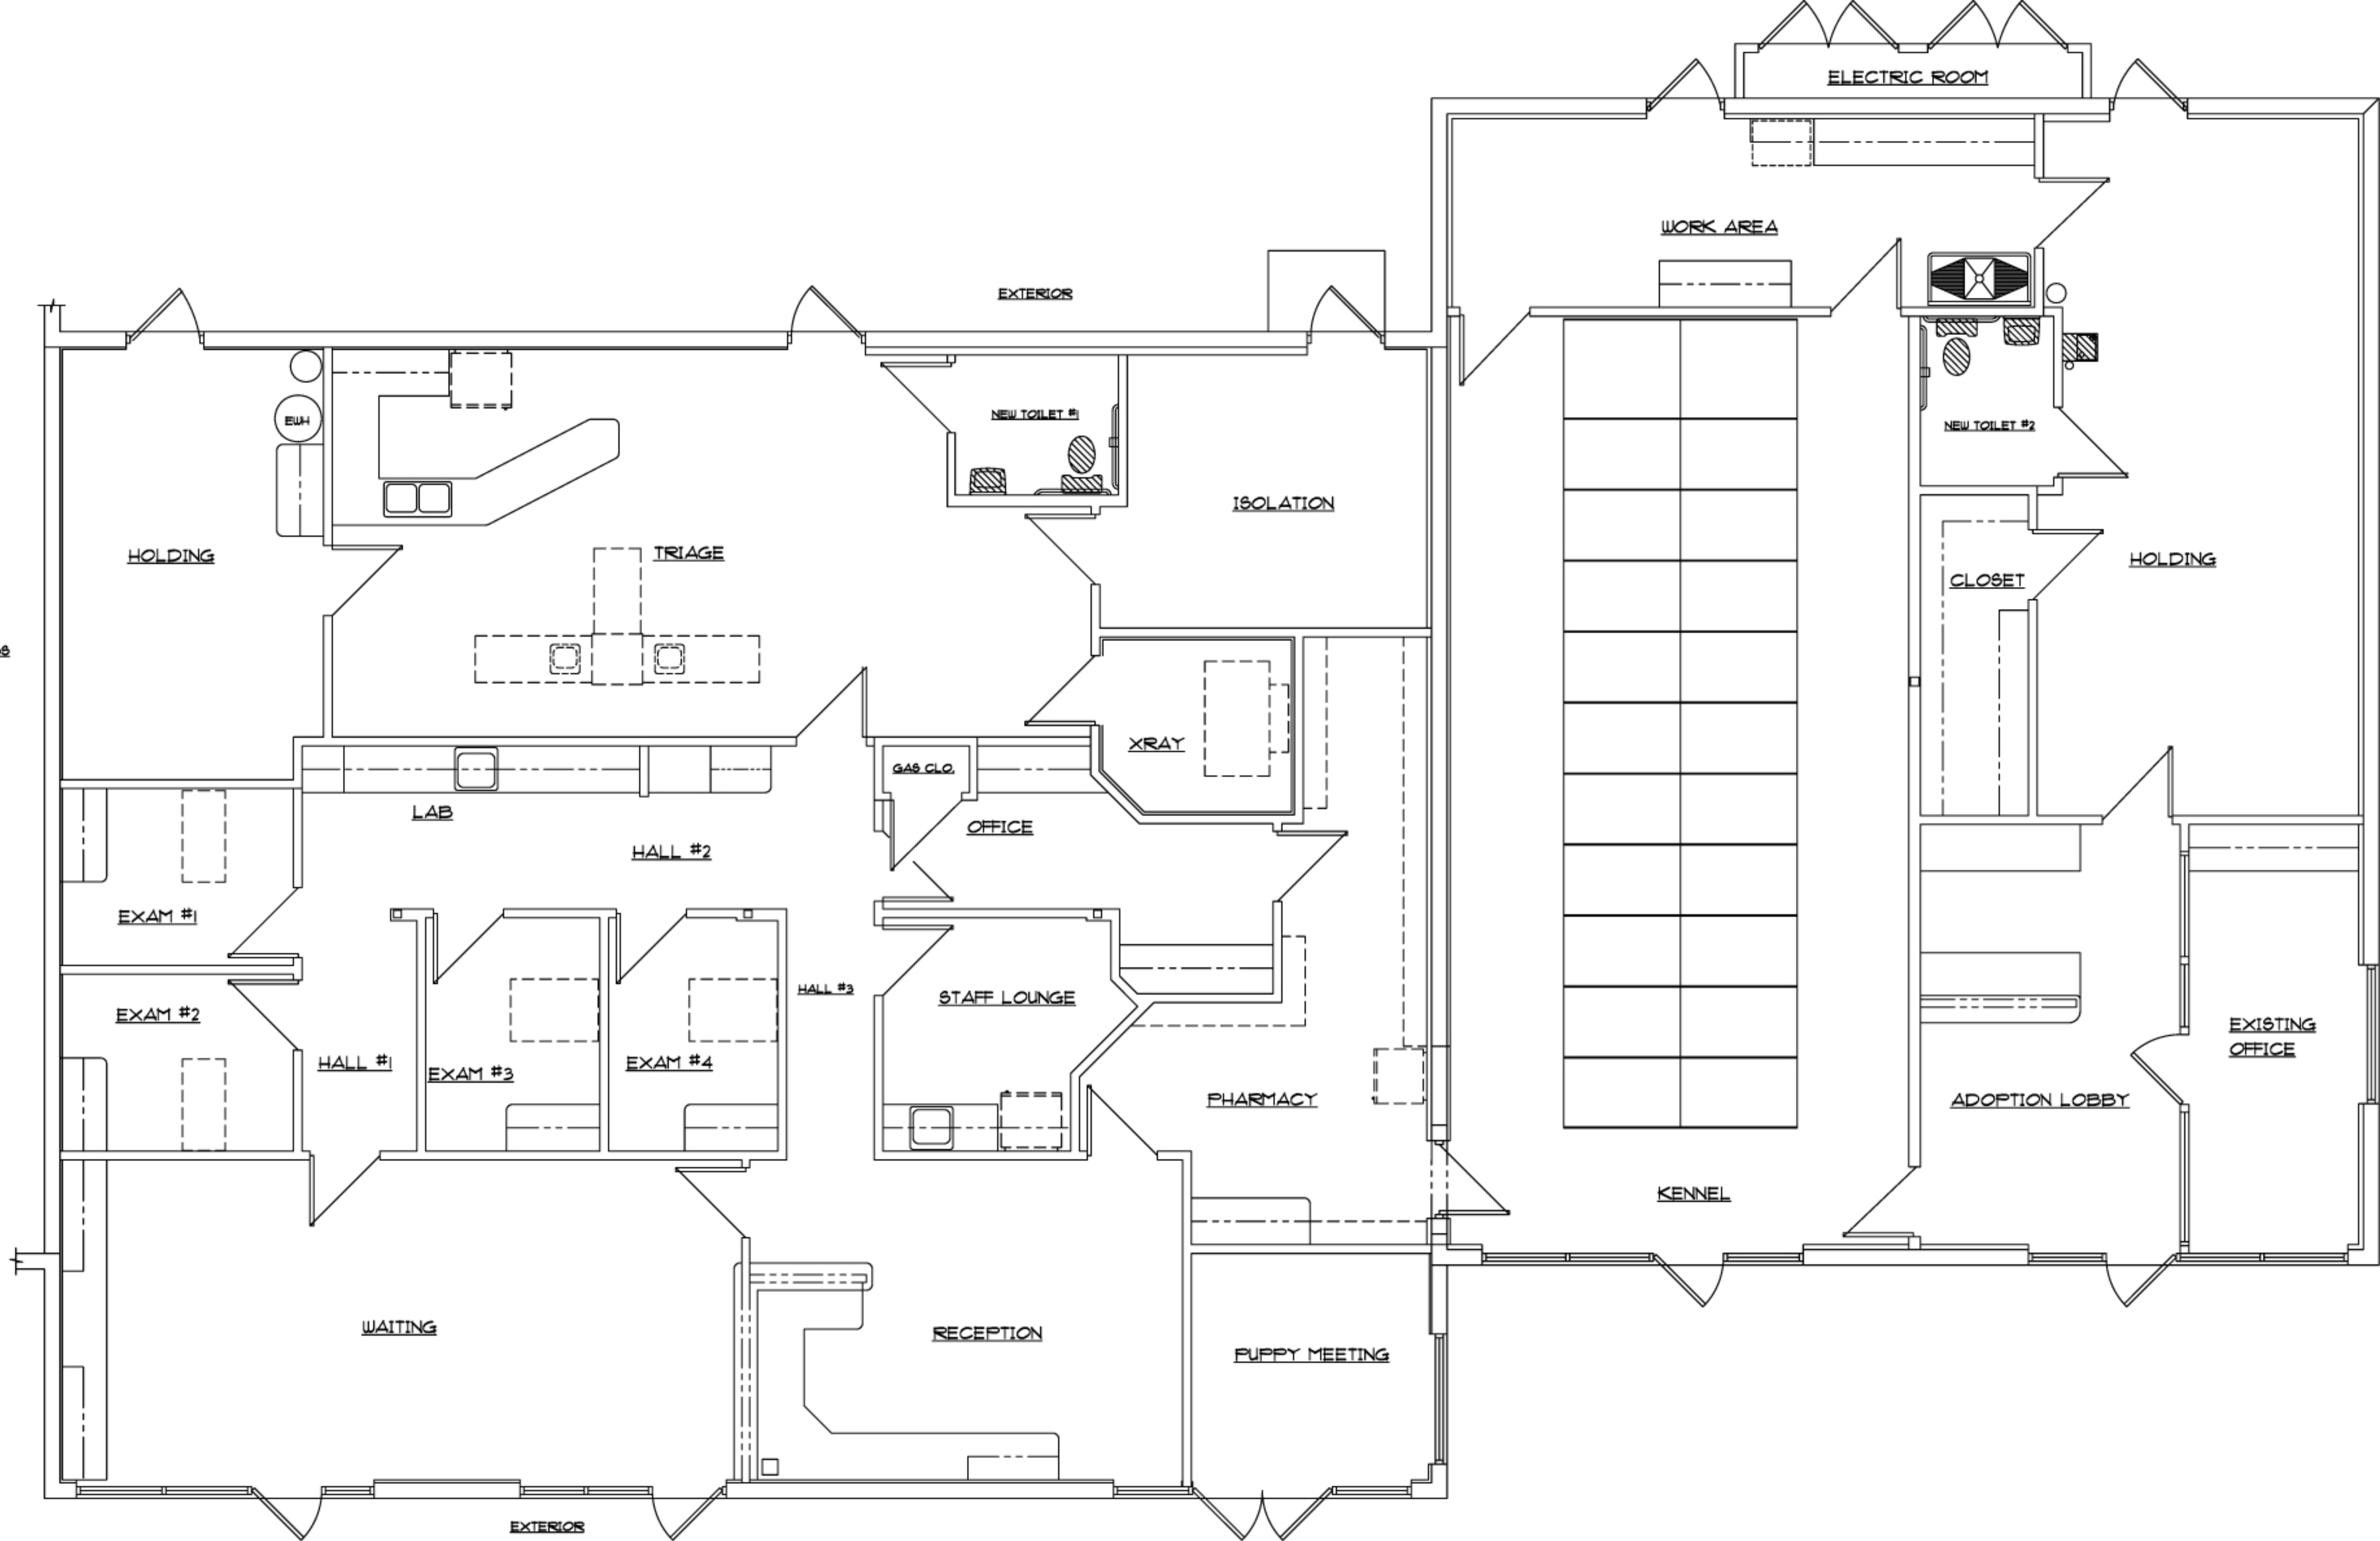 ELECTRIC ROOM
WORK AREA
EXTERIOR
NEW TOILET #1
EWH
NEW TOILET #2
ISOLATION
HOLDING
TRIAGE
HOLDING
CLOSET
XRAY
GAS CLO.
LAB
OFFICE
HALL #2
EXAM #1
HALL #3
STAFF LOUNGE
EXAM #2
EXISTING
OFFICE
HALL #1
EXAM #3
EXAM #4
PHARMACY
ADOPTION LOBBY
KENNEL
WAITING
RECEPTION
PUPPY MEETING
EXTERIOR